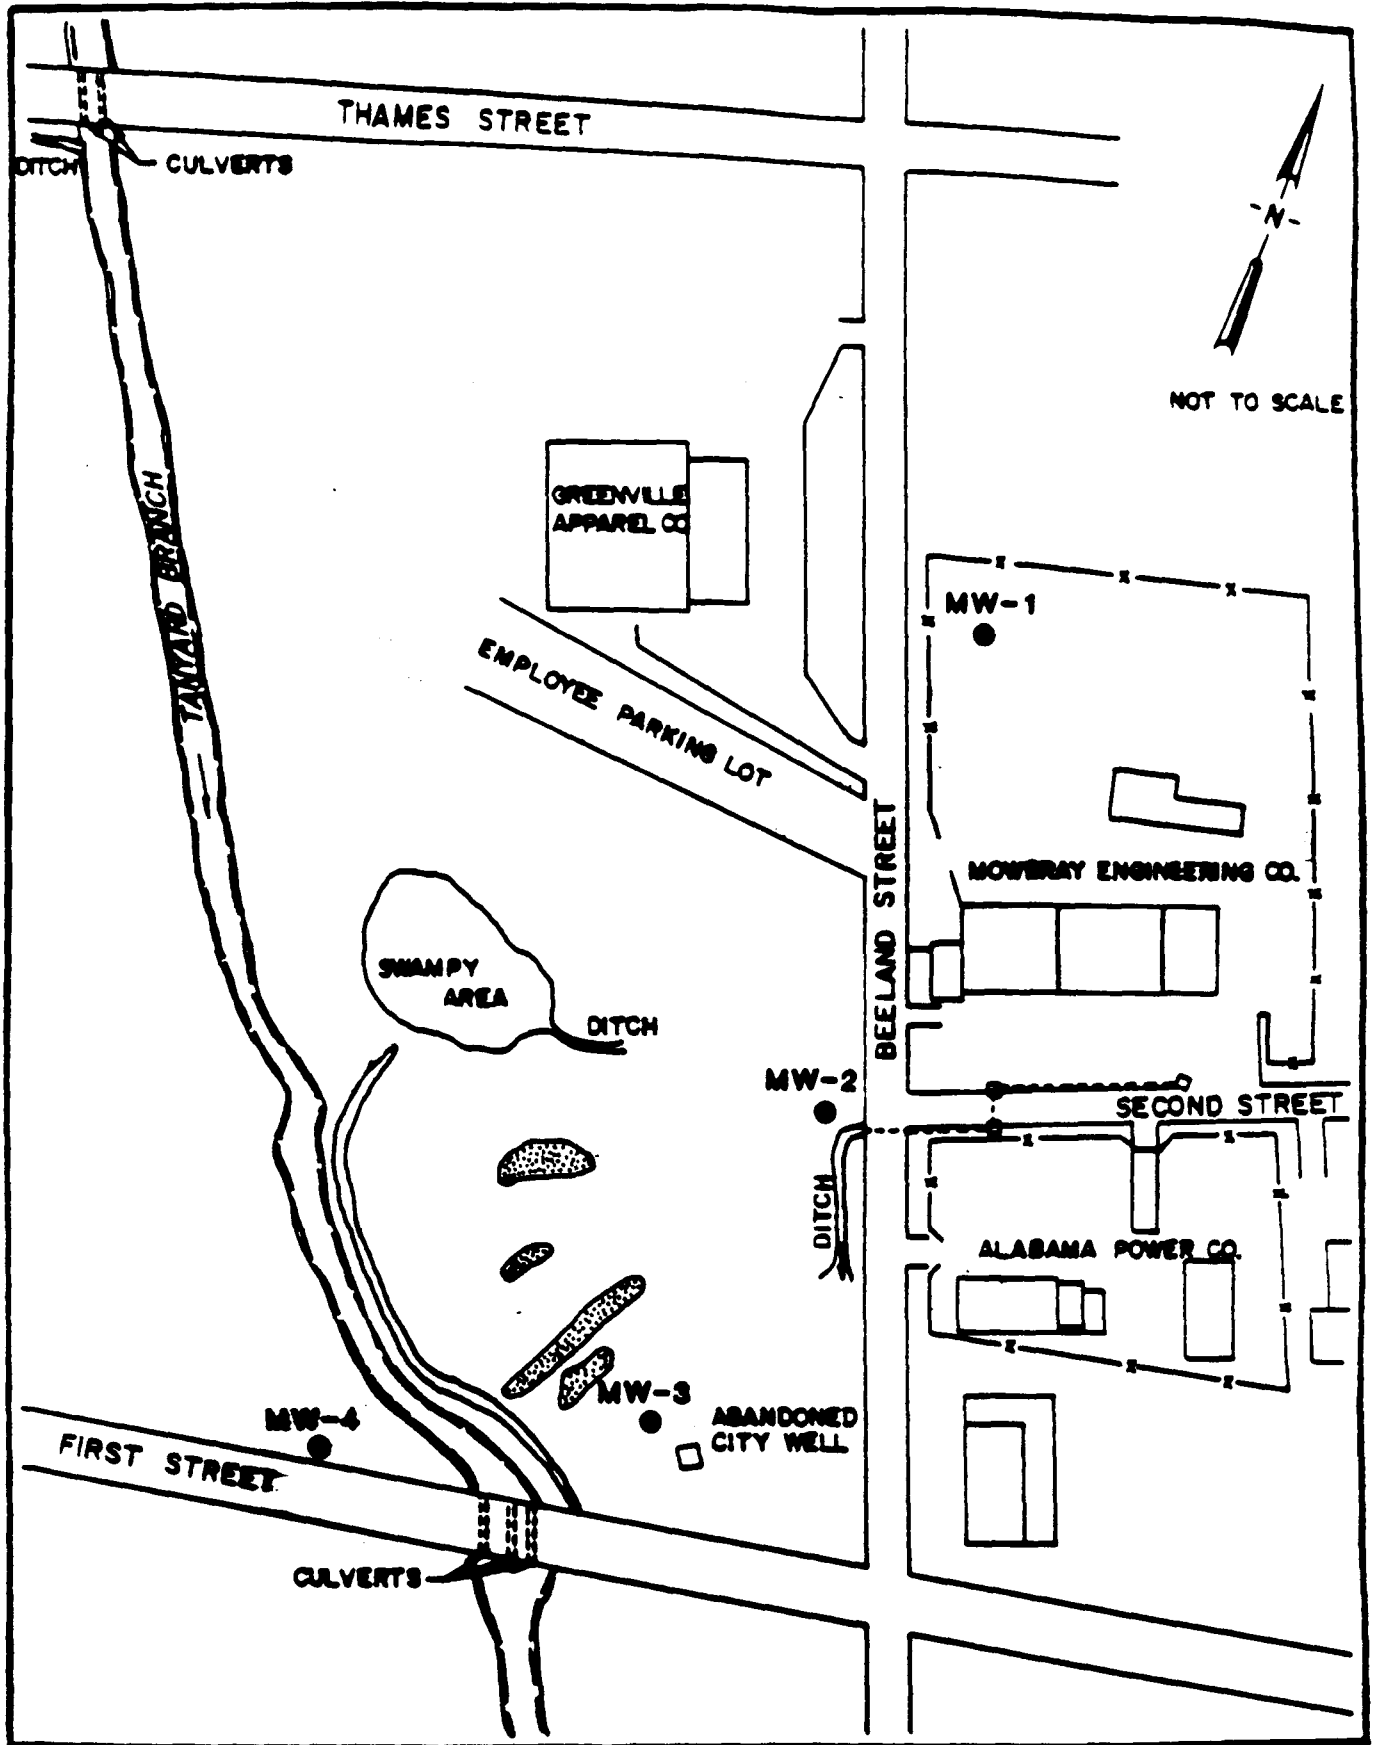 THAMES STREET
DITCH
CULVERTS
-N-
NOT TO SCALE
GREENVILLE
APPAREL CO
TANYARD BRANCH
MW-1
EMPLOYEE PARKING LOT
BEELAND STREET
MOWBRAY ENGINEERING CO.
SWAMPY
AREA
DITCH
MW-2
SECOND STREET
DITCH
ALABAMA POWER CO.
MW-3
ABANDONED
CITY WELL
MW-4
FIRST STREET
CULVERTS